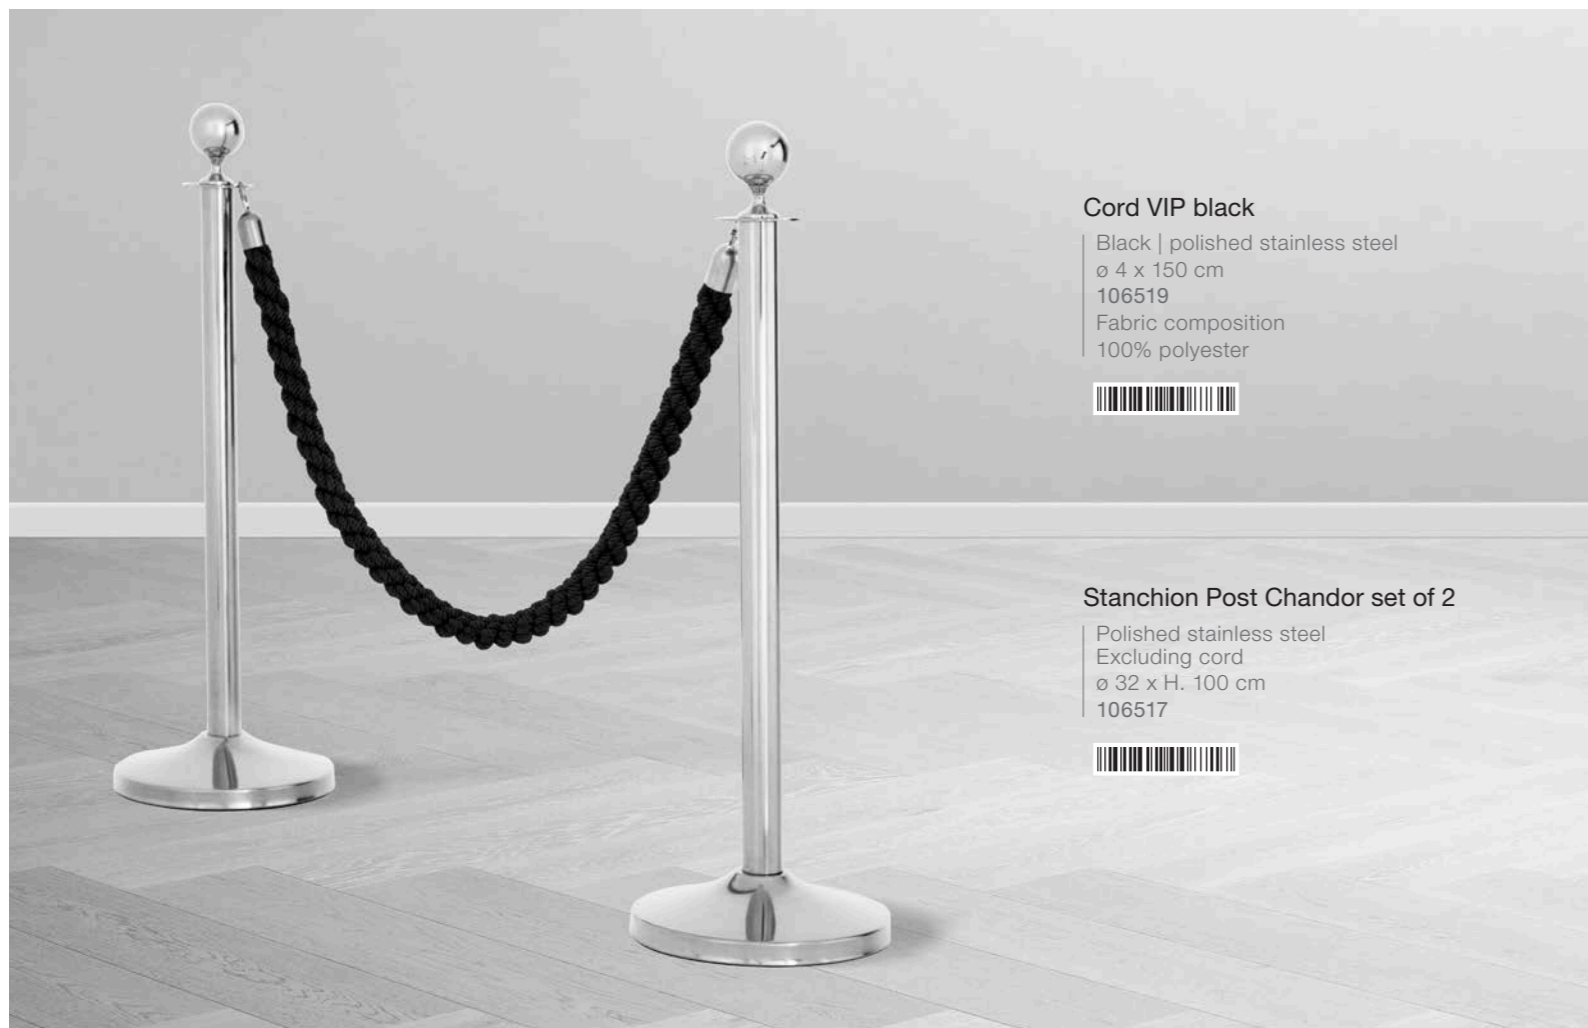 Cord VIP black
Black | polished stainless steel
ø 4 x 150 cm
106519
Fabric composition
100% polyester
Stanchion Post Chandor set of 2
Polished stainless steel
Excluding cord
ø 32 x H. 100 cm
106517